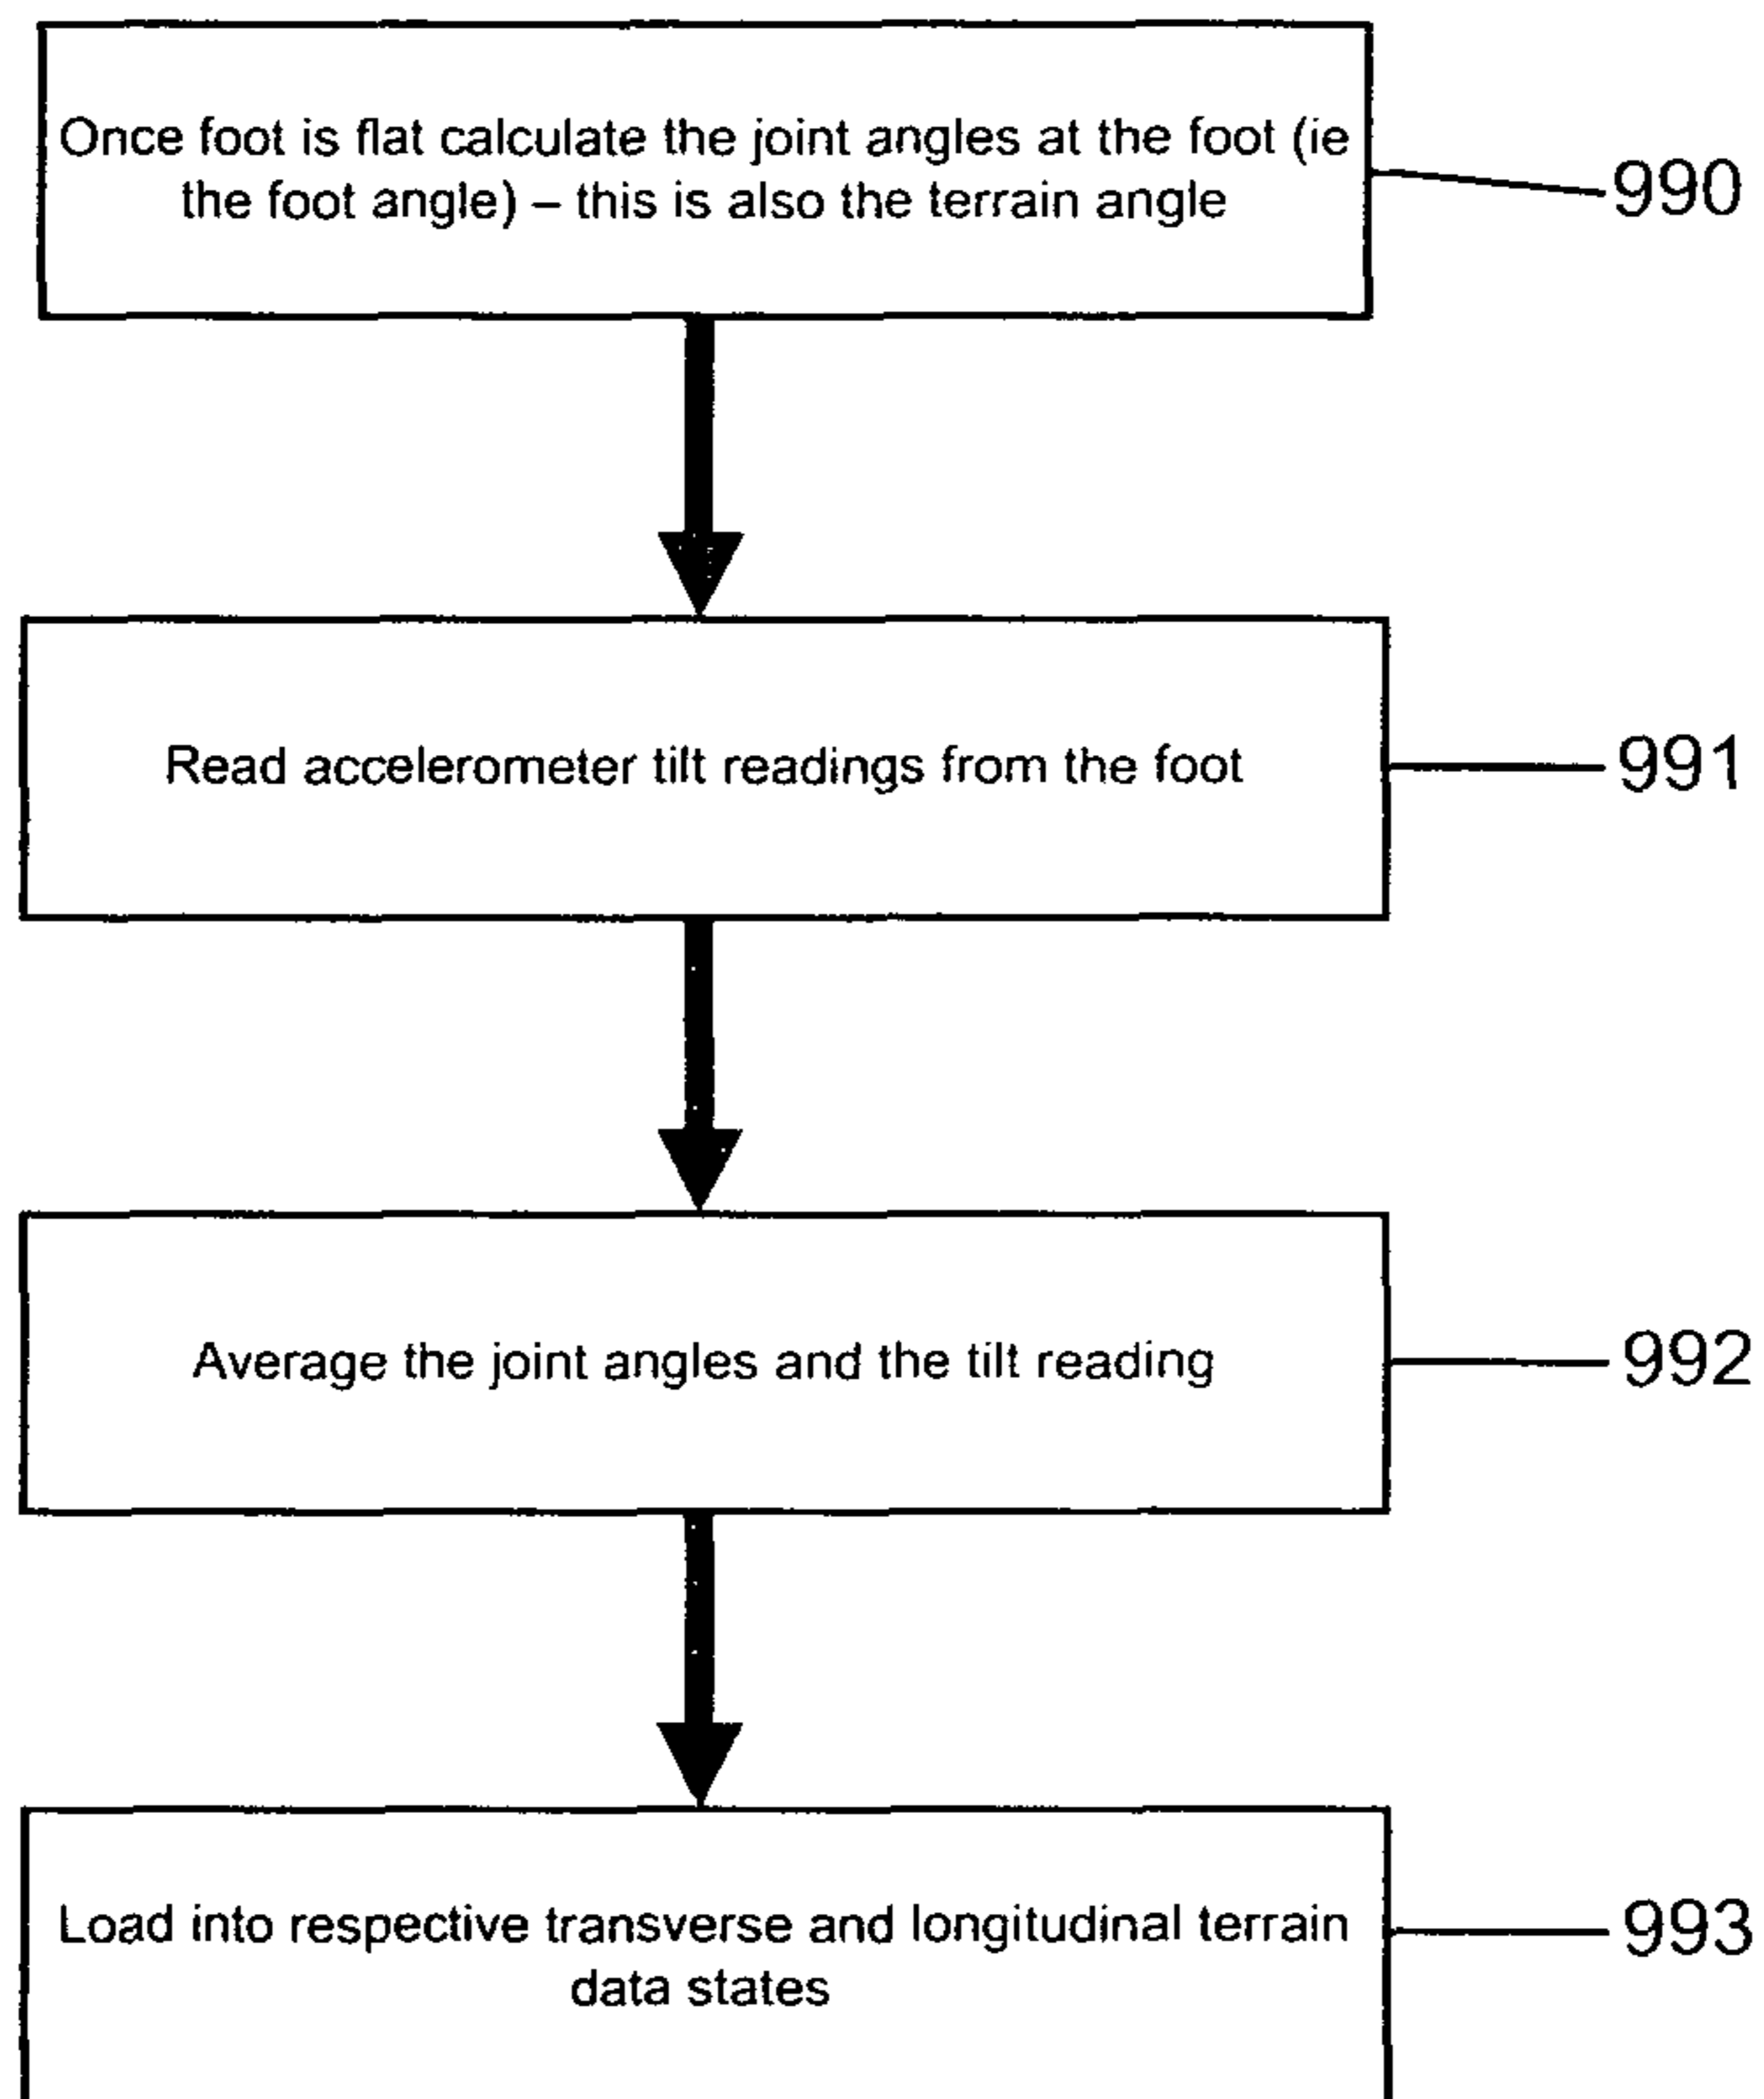 Once foot is flat calculate the joint angles at the foot (ie
the foot angle) – this is also the terrain angle
990
Read accelerometer tilt readings from the foot
991
Average the joint angles and the tilt reading
992
Load into respective transverse and longitudinal terrain
data states
993